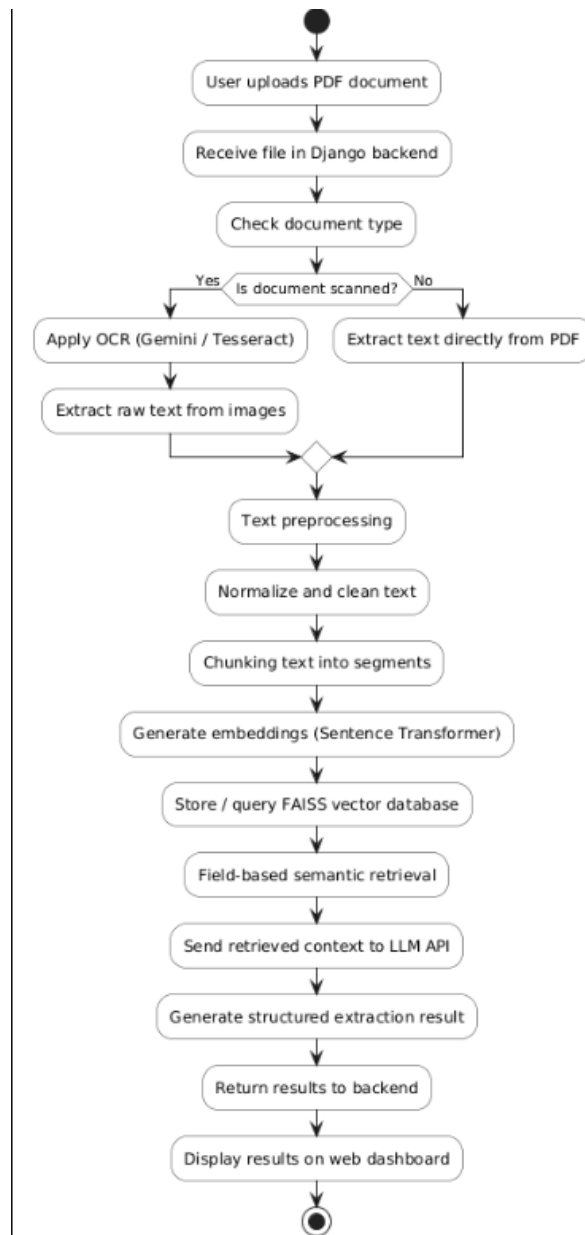 User uploads PDF document
Receive file in Django backend
Check document type
Yes
Is document scanned?
No
Apply OCR (Gemini / Tesseract)
Extract text directly from PDF
Extract raw text from images
Text preprocessing
Normalize and clean text
Chunking text into segments
Generate embeddings (Sentence Transformer)
Store / query FAISS vector database
Field-based semantic retrieval
Send retrieved context to LLM API
Generate structured extraction result
Return results to backend
Display results on web dashboard